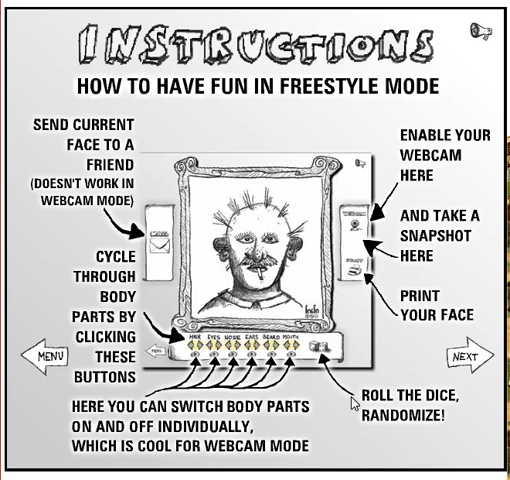 INSTRUCTIONS
HOW TO HAVE FUN IN FREESTYLE MODE
SEND CURRENT
FACE TO A
FRIEND
(DOESN'T WORK IN
WEBCAM MODE)
ENABLE YOUR
WEBCAM
HERE
AND TAKE A
SNAPSHOT
HERE
PRINT
YOUR FACE
CYCLE
THROUGH
BODY
PARTS BY
CLICKING
THESE
BUTTONS
WEBCAM
PRINT
HAIR EYES NOSE EARS BEARD MOUTH
MENU
MENU
NEXT
HERE YOU CAN SWITCH BODY PARTS
ON AND OFF INDIVIDUALLY,
WHICH IS COOL FOR WEBCAM MODE
ROLL THE DICE,
RANDOMIZE!